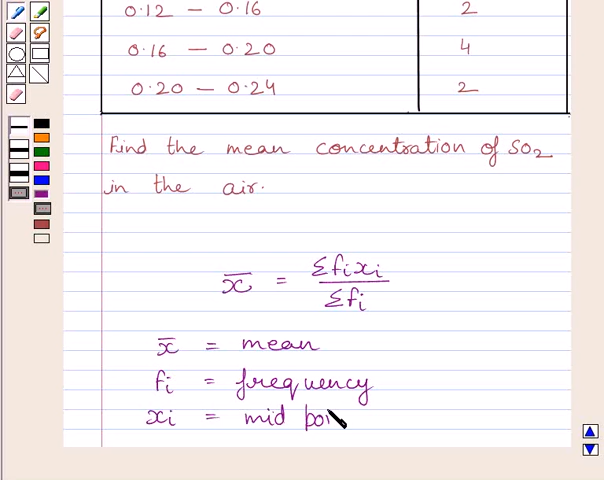 0.12 – 0.16 2
0.16 – 0.20 4
0.20 – 0.24 2
Find the mean concentration of SO₂
in the air.
x̅ = Σfixi / Σfi
x̅ = mean
fi = frequency
xi = mid poi